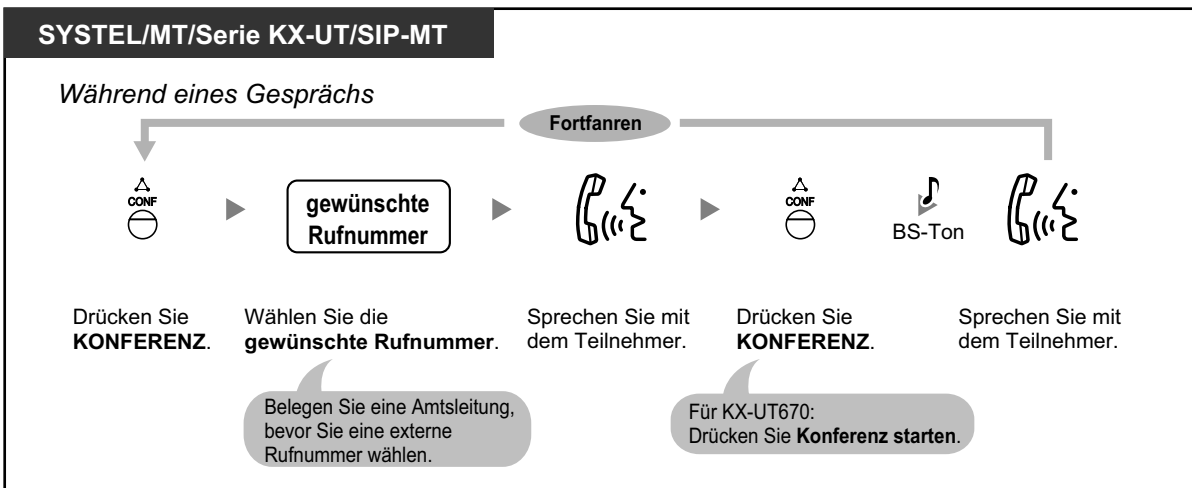 SYSTEL/MT/Serie KX-UT/SIP-MT
Während eines Gesprächs
Fortfanren
CONF
gewünschte
Rufnummer
CONF
BS-Ton
Drücken Sie
KONFERENZ.
Wählen Sie die
gewünschte Rufnummer.
Sprechen Sie mit
dem Teilnehmer.
Drücken Sie
KONFERENZ.
Sprechen Sie mit
dem Teilnehmer.
Belegen Sie eine Amtsleitung,
bevor Sie eine externe
Rufnummer wählen.
Für KX-UT670:
Drücken Sie Konferenz starten.